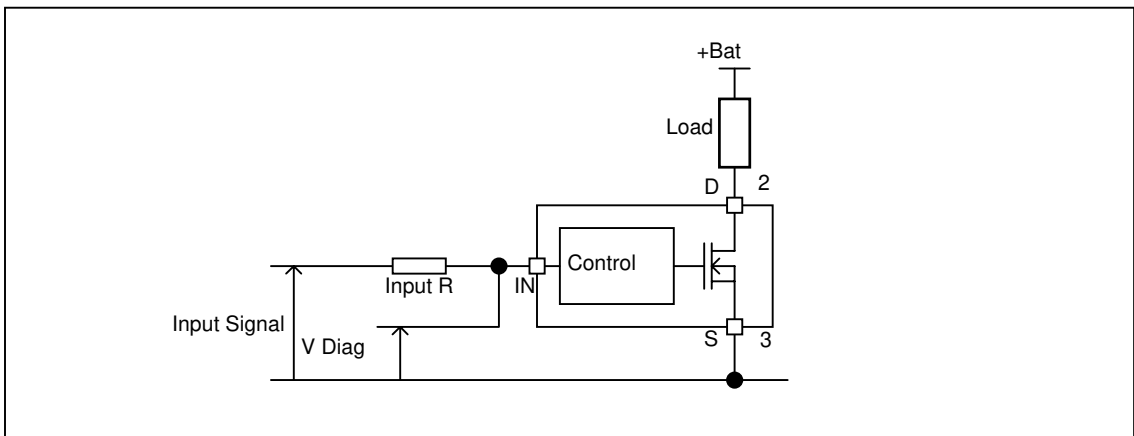 +Bat
Load
D 2
Control
Input R
IN
Input Signal
V Diag
S 3